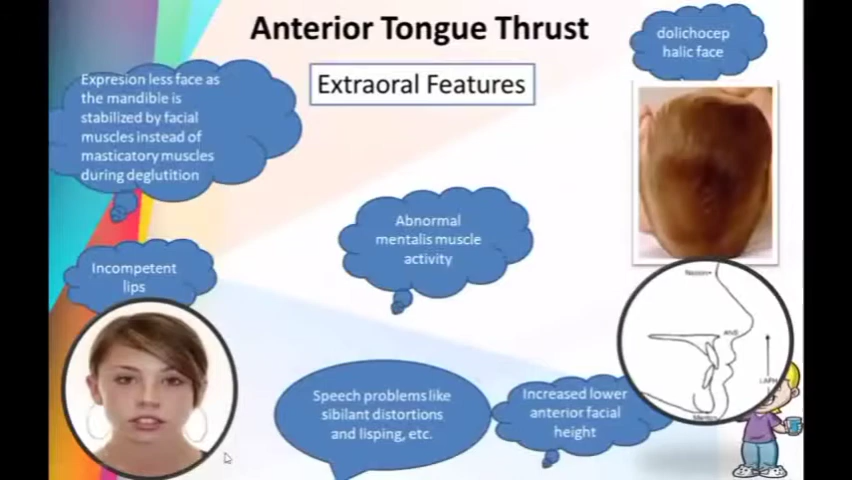 Anterior Tongue Thrust
Extraoral Features
dolichocep
halic face
Expresion less face as
the mandible is
stabilized by facial
muscles instead of
masticatory muscles
during deglutition
Abnormal
mentalis muscle
activity
Incompetent
lips
Nasion
ANS
Speech problems like
sibilant distortions
and lisping, etc.
Increased lower
anterior facial
height